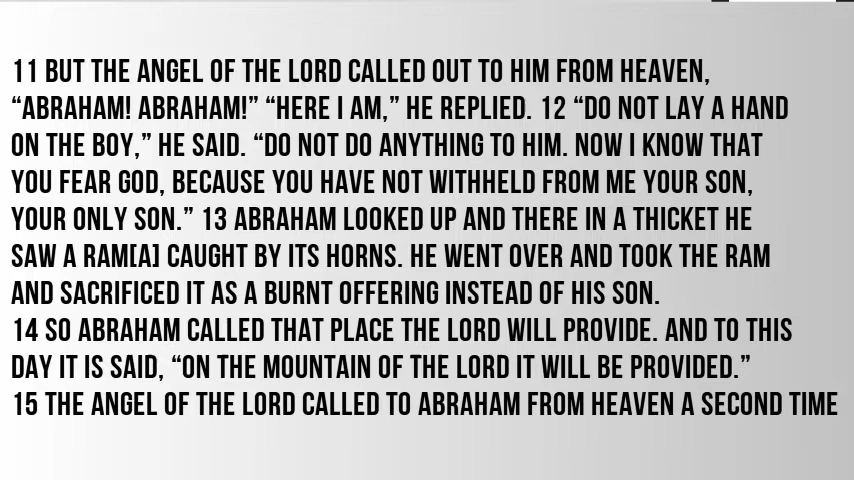 11 BUT THE ANGEL OF THE LORD CALLED OUT TO HIM FROM HEAVEN,
“ABRAHAM! ABRAHAM!” “HERE I AM,” HE REPLIED. 12 “DO NOT LAY A HAND
ON THE BOY,” HE SAID. “DO NOT DO ANYTHING TO HIM. NOW I KNOW THAT
YOU FEAR GOD, BECAUSE YOU HAVE NOT WITHHELD FROM ME YOUR SON,
YOUR ONLY SON.” 13 ABRAHAM LOOKED UP AND THERE IN A THICKET HE
SAW A RAM[A] CAUGHT BY ITS HORNS. HE WENT OVER AND TOOK THE RAM
AND SACRIFICED IT AS A BURNT OFFERING INSTEAD OF HIS SON.
14 SO ABRAHAM CALLED THAT PLACE THE LORD WILL PROVIDE. AND TO THIS
DAY IT IS SAID, “ON THE MOUNTAIN OF THE LORD IT WILL BE PROVIDED.”
15 THE ANGEL OF THE LORD CALLED TO ABRAHAM FROM HEAVEN A SECOND TIME